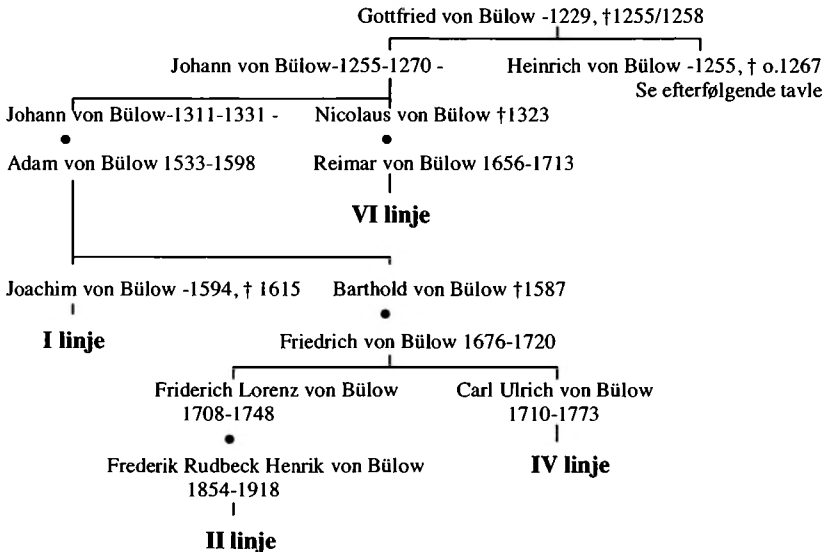 Gottfried von Bülow -1229, †1255/1258
Johann von Bülow-1255-1270 -
Heinrich von Bülow -1255, † o.1267
Se efterfølgende tavle
Johann von Bülow-1311-1331 -
Nicolaus von Bülow †1323
Adam von Bülow 1533-1598
Reimar von Bülow 1656-1713
VI linje
Joachim von Bülow -1594, † 1615
Barthold von Bülow †1587
I linje
Friedrich von Bülow 1676-1720
Friderich Lorenz von Bülow
1708-1748
Carl Ulrich von Bülow
1710-1773
Frederik Rudbeck Henrik von Bülow
1854-1918
IV linje
II linje